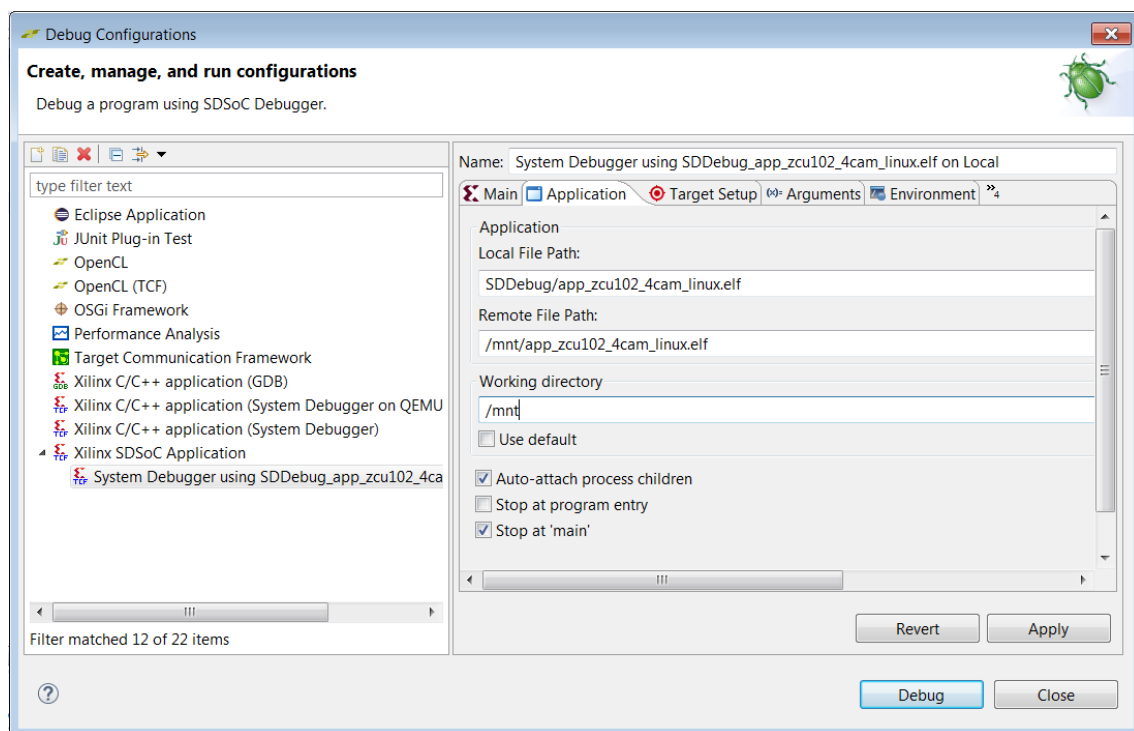 Debug Configurations
Create, manage, and run configurations
Debug a program using SDSoC Debugger.
type filter text
Eclipse Application
JUnit Plug-in Test
OpenCL
OpenCL (TCF)
OSGi Framework
Performance Analysis
Target Communication Framework
Xilinx C/C++ application (GDB)
Xilinx C/C++ application (System Debugger on QEMU
Xilinx C/C++ application (System Debugger)
Xilinx SDSoC Application
System Debugger using SDDebug_app_zcu102_4ca
Filter matched 12 of 22 items
Name: System Debugger using SDDebug_app_zcu102_4cam_linux.elf on Local
Main Application Target Setup (x)= Arguments Environment »4
Application
Local File Path:
SDDebug/app_zcu102_4cam_linux.elf
Remote File Path:
/mnt/app_zcu102_4cam_linux.elf
Working directory
/mnt
Use default
Auto-attach process children
Stop at program entry
Stop at 'main'
Revert Apply
Debug Close